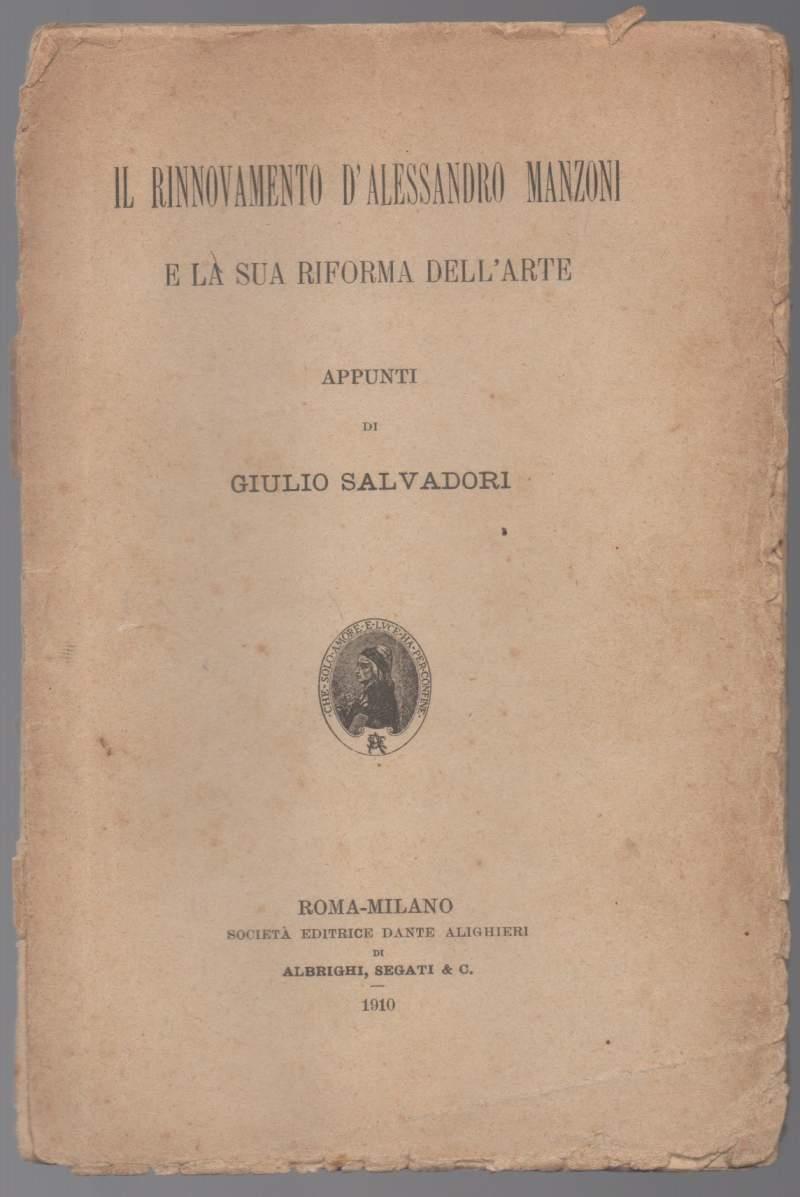 IL RINNOVAMENTO D'ALESSANDRO MANZONI
E LA SUA RIFORMA DELL'ARTE
APPUNTI
DI
GIULIO SALVADORI
·CHE·SOLO·AMORE·E·LVCE·HA·PER·CONFINE·
ROMA-MILANO
SOCIETÀ EDITRICE DANTE ALIGHIERI
DI
ALBRIGHI, SEGATI & C.
1910